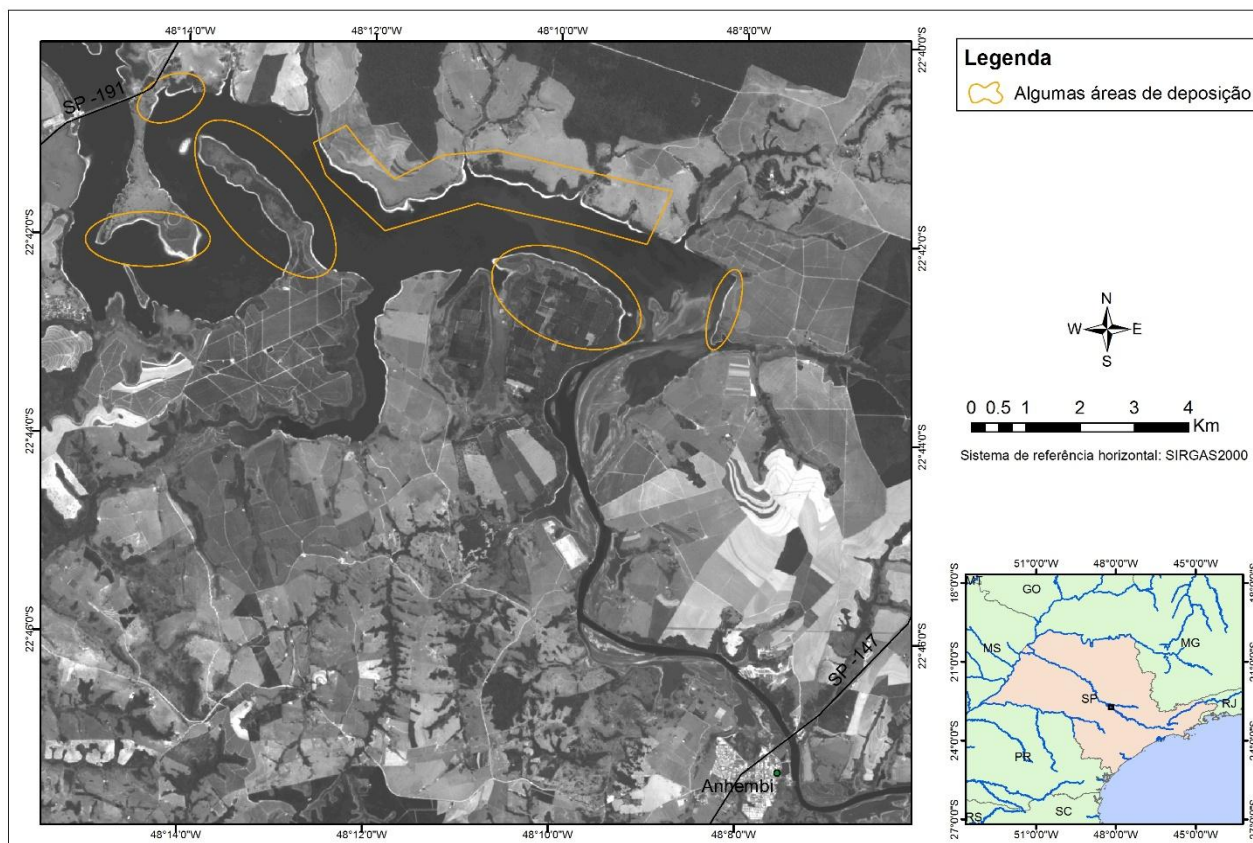 48°14'0"W 48°12'0"W 48°10'0"W 48°8'0"W
22°40'0"S
22°42'0"S
22°44'0"S
22°46'0"S
22°42'0"S
22°44'0"S
22°46'0"S
SP -191
SP -147
Anhembi
48°14'0"W 48°12'0"W 48°10'0"W 48°8'0"W
Legenda
Algumas áreas de deposição
N
W E
S
0 0.5 1 2 3 4
Km
Sistema de referência horizontal: SIRGAS2000
51°0'0"W 48°0'0"W 45°0'0"W
18°0'0"S
21°0'0"S
24°0'0"S
27°0'0"S
MT
GO
MS
MG
SP
RJ
PR
SC
RS
51°0'0"W 48°0'0"W 45°0'0"W